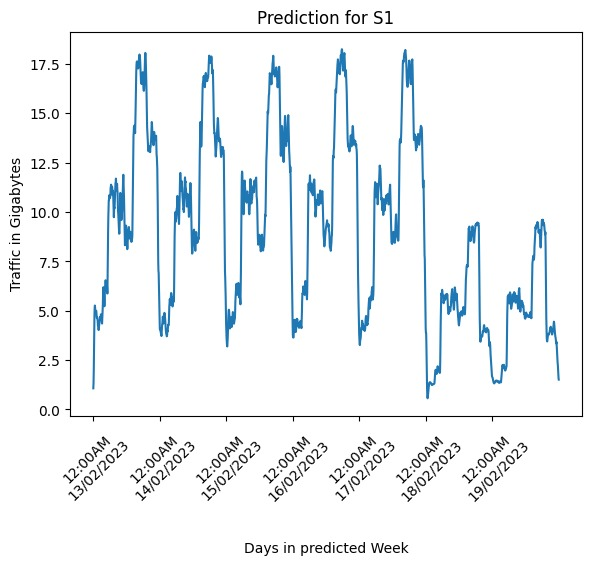 Prediction for S1
Traffic in Gigabytes
17.5
15.0
12.5
10.0
7.5
5.0
2.5
0.0
12:00AM
13/02/2023
12:00AM
14/02/2023
12:00AM
15/02/2023
12:00AM
16/02/2023
12:00AM
17/02/2023
12:00AM
18/02/2023
12:00AM
19/02/2023
Days in predicted Week